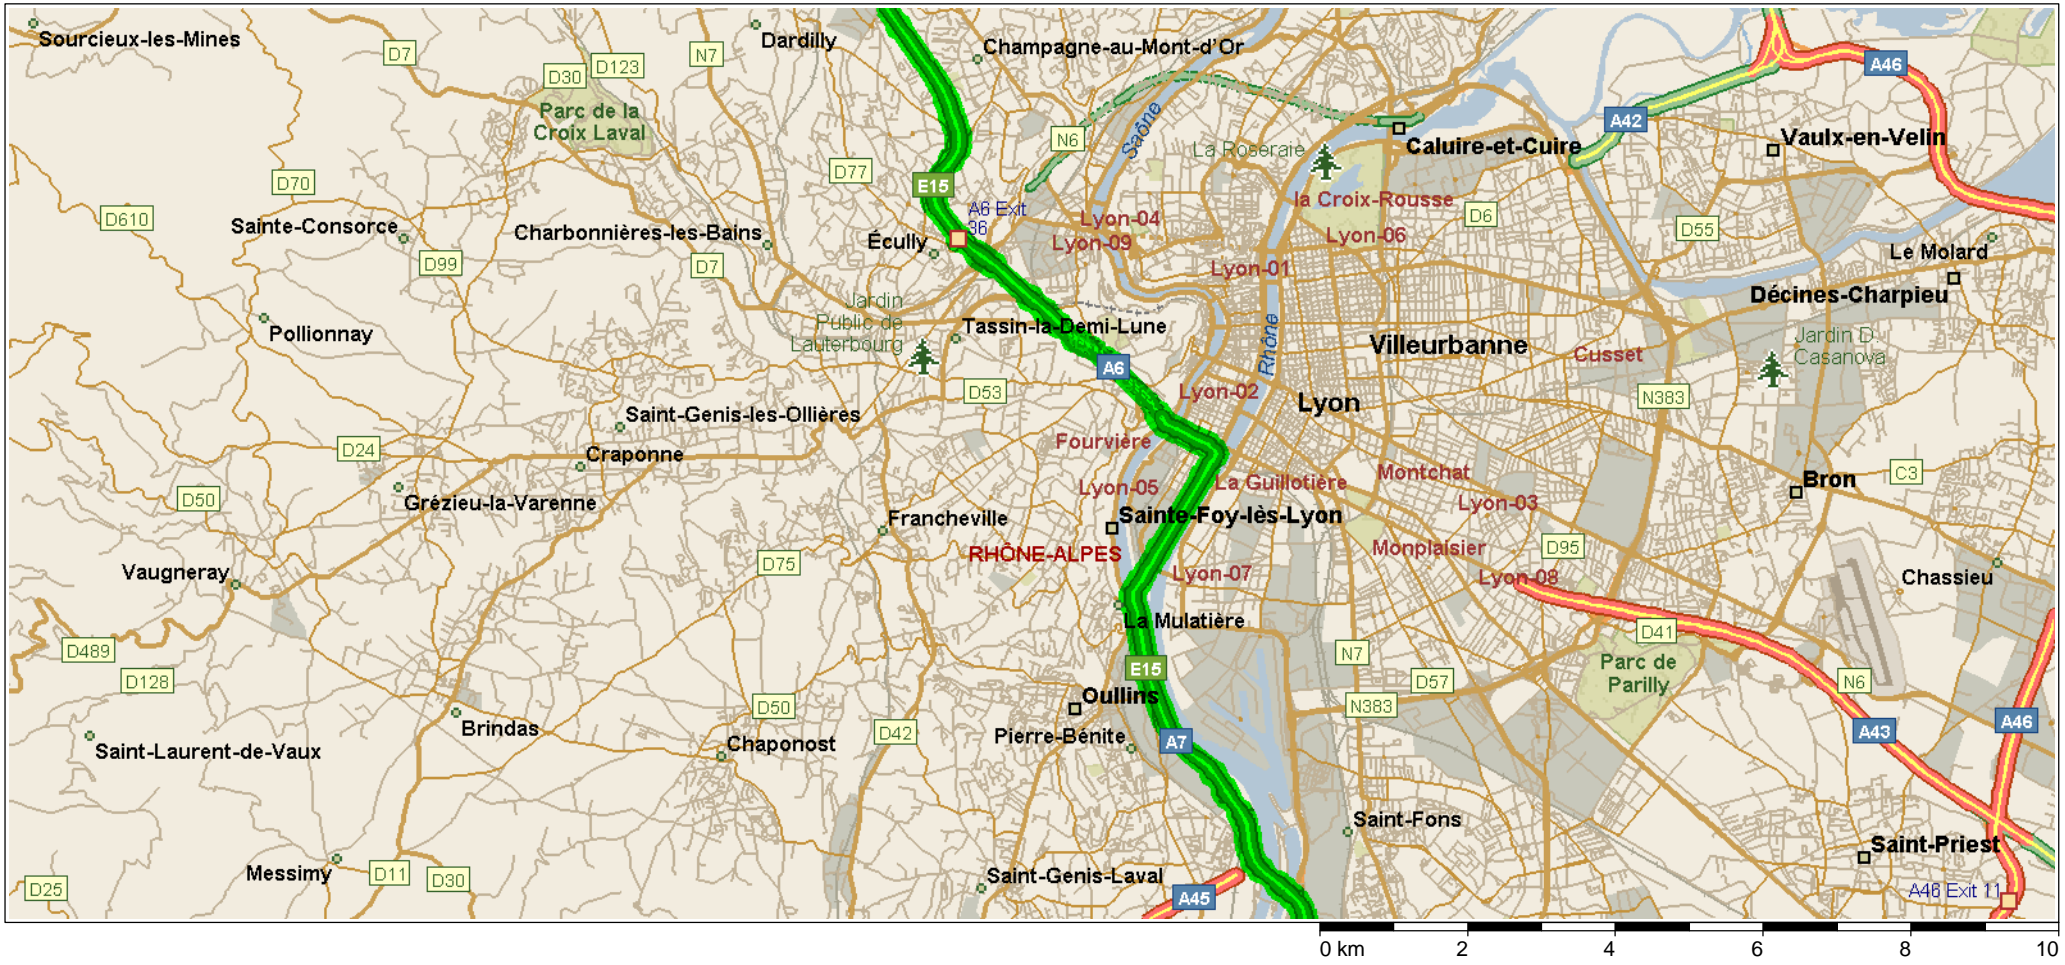 Sourcieux-les-Mines
D7
D30
D123
N7
Dardilly
Champagne-au-Mont-d'Or
A46
Parc de la
Croix Laval
N6
Saône
A42
La Roseraie
Caluire-et-Cuire
Vaulx-en-Velin
D77
D70
E15
D610
A6 Exit
36
Lyon-04
la Croix-Rousse
D6
D55
Sainte-Consorce
Charbonnières-les-Bains
Écully
Lyon-09
Lyon-06
Le Molard
D99
D7
Lyon-01
Décines-Charpieu
Jardin
Public de
Lauterbourg
Pollionnay
Tassin-la-Demi-Lune
Rhône
Villeurbanne
Cusset
Jardin D.
Casanova
A6
D53
Lyon-02
Lyon
N383
Saint-Genis-les-Ollières
D24
Craponne
Fourvière
La Guillotière
Montchat
Bron
C3
D50
Grézieu-la-Varenne
Lyon-05
Lyon-03
Francheville
Sainte-Foy-lès-Lyon
RHÔNE-ALPES
Monplaisier
D95
D75
Vaugneray
Lyon-07
Lyon-08
Chassieu
La Mulatière
D41
D489
D128
E15
N7
D57
Parc de
Parilly
N6
Oullins
N383
D50
Brindas
D42
Pierre-Bénite
A7
A43
A46
Saint-Laurent-de-Vaux
Chaponost
Saint-Fons
Saint-Priest
Messimy
D11
D30
D25
Saint-Genis-Laval
A45
A46 Exit 11
0 km 2 4 6 8 10